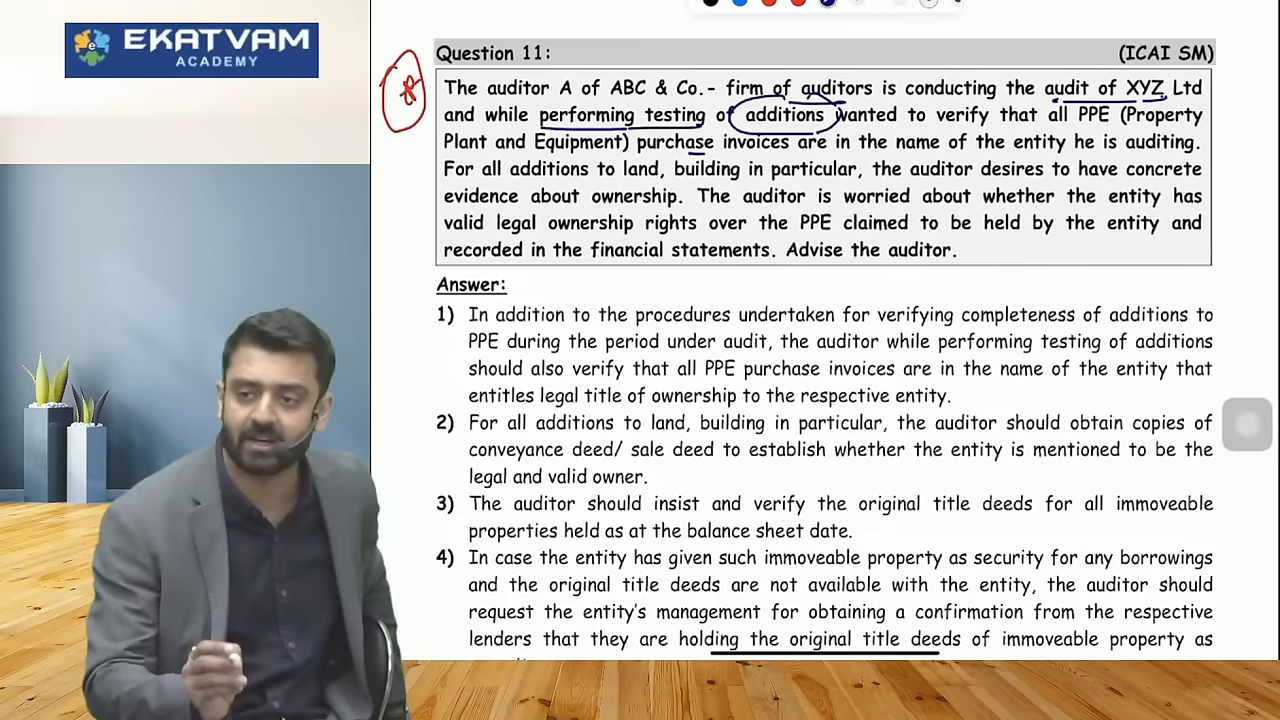 EKATVAM
ACADEMY
Question 11: (ICAI SM)
The auditor A of ABC & Co.- firm of auditors is conducting the audit of XYZ Ltd
and while performing testing of additions wanted to verify that all PPE (Property
Plant and Equipment) purchase invoices are in the name of the entity he is auditing.
For all additions to land, building in particular, the auditor desires to have concrete
evidence about ownership. The auditor is worried about whether the entity has
valid legal ownership rights over the PPE claimed to be held by the entity and
recorded in the financial statements. Advise the auditor.
Answer:
1) In addition to the procedures undertaken for verifying completeness of additions to
PPE during the period under audit, the auditor while performing testing of additions
should also verify that all PPE purchase invoices are in the name of the entity that
entitles legal title of ownership to the respective entity.
2) For all additions to land, building in particular, the auditor should obtain copies of
conveyance deed/ sale deed to establish whether the entity is mentioned to be the
legal and valid owner.
3) The auditor should insist and verify the original title deeds for all immoveable
properties held as at the balance sheet date.
4) In case the entity has given such immoveable property as security for any borrowings
and the original title deeds are not available with the entity, the auditor should
request the entity's management for obtaining a confirmation from the respective
lenders that they are holding the original title deeds of immoveable property as